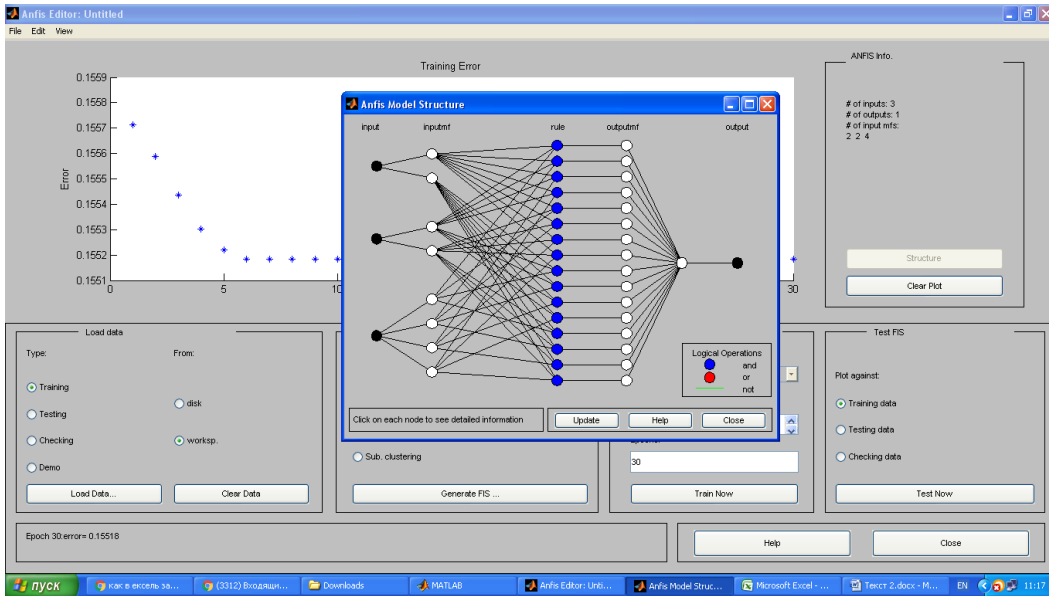 Anfis Editor: Untitled
File Edit View
Training Error
0.1559
0.1558
0.1557
0.1556
0.1555
0.1554
0.1553
0.1552
0.1551
Error
0 5 10 30
Anfis Model Structure
input inputmf rule outputmf output
Logical Operations
and
or
not
Click on each node to see detailed information
Update Help Close
ANFIS Info.
# of inputs: 3
# of outputs: 1
# of input mfs:
2 2 4
Structure
Clear Plot
Load data
Type: From:
Training
disk
Testing
Checking
worksp.
Demo
Load Data... Clear Data
Sub. clustering
Generate FIS ...
30
Train Now
Test FIS
Plot against:
Training data
Testing data
Checking data
Test Now
Epoch 30:error= 0.15518
Help Close
пуск как в ексель за... (3312) Входящи... Downloads MATLAB Anfis Editor: Unti... Anfis Model Struc... Microsoft Excel - ... Текст 2.docx - M... EN 11:17